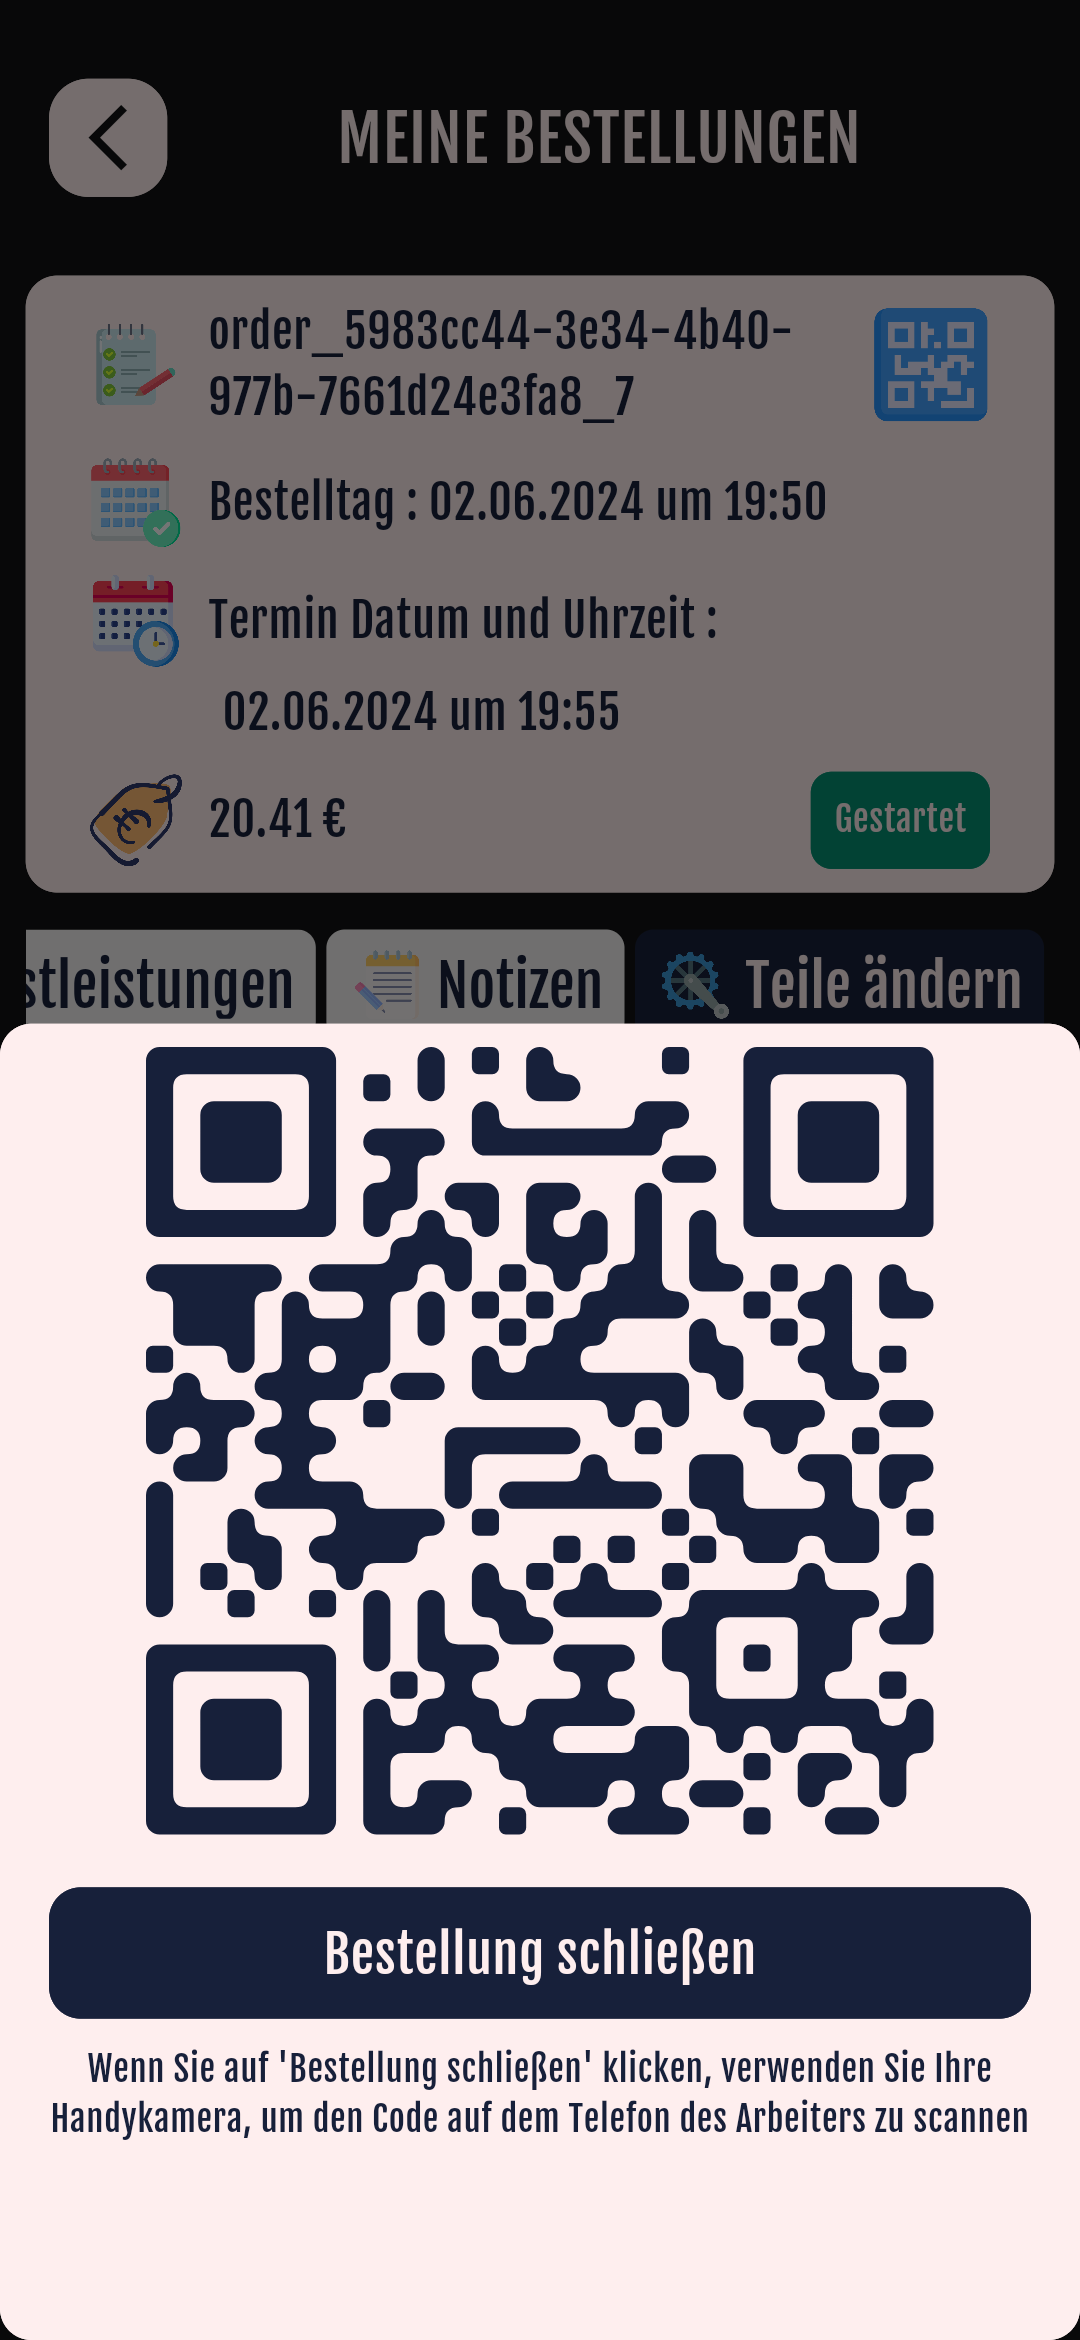 MEINE BESTELLUNGEN
order_5983cc44-3e34-4b40-
977b-7661d24e3fa8_7
Bestelltag : 02.06.2024 um 19:50
Termin Datum und Uhrzeit :
02.06.2024 um 19:55
20.41 €
Gestartet
stleistungen
Notizen
Teile ändern
Bestellung schließen
Wenn Sie auf 'Bestellung schließen' klicken, verwenden Sie Ihre
Handykamera, um den Code auf dem Telefon des Arbeiters zu scannen